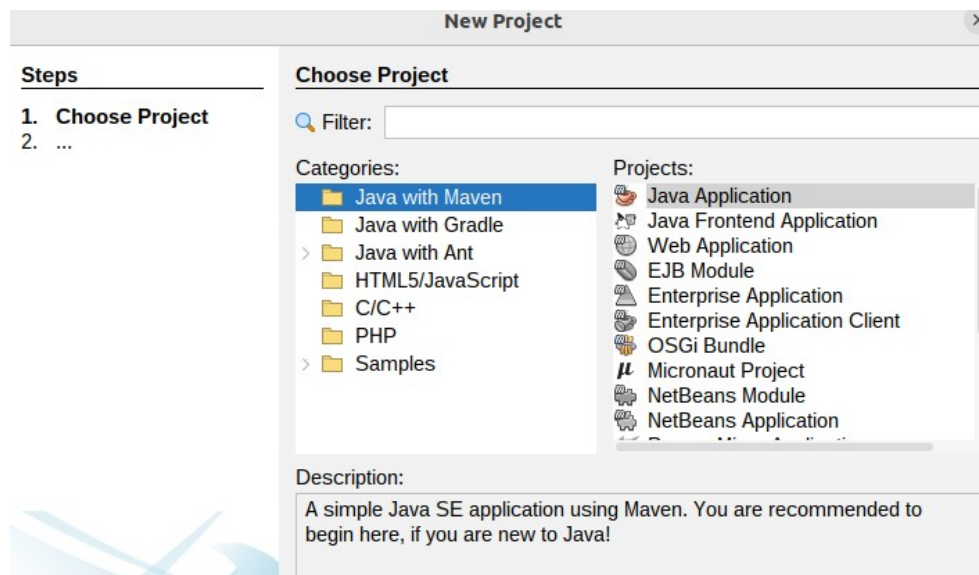 New Project
Steps
1. Choose Project
2. ...
Choose Project
Filter:
Categories:
Java with Maven
Java with Gradle
Java with Ant
HTML5/JavaScript
C/C++
PHP
Samples
Projects:
Java Application
Java Frontend Application
Web Application
EJB Module
Enterprise Application
Enterprise Application Client
OSGi Bundle
μ Micronaut Project
NetBeans Module
NetBeans Application
Description:
A simple Java SE application using Maven. You are recommended to
begin here, if you are new to Java!